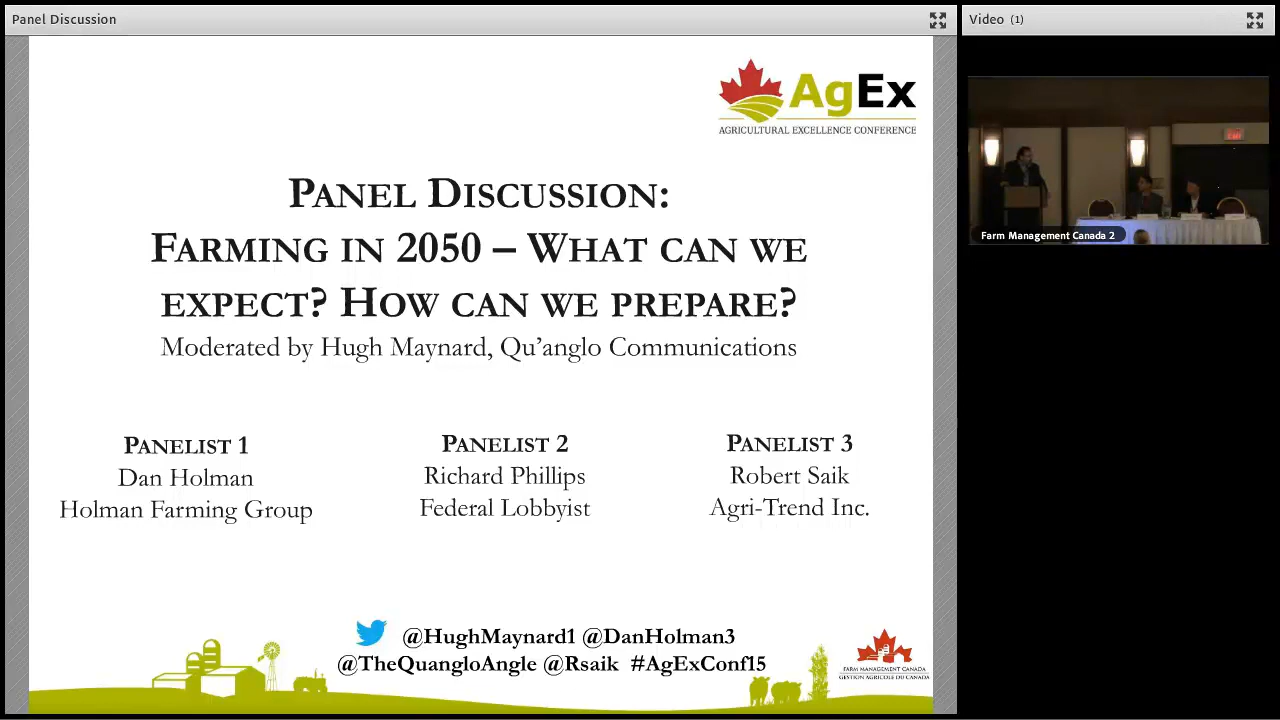 Panel Discussion
Video (1)
AgEx
AGRICULTURAL EXCELLENCE CONFERENCE
PANEL DISCUSSION:
FARMING IN 2050 – WHAT CAN WE
EXPECT? HOW CAN WE PREPARE?
Moderated by Hugh Maynard, Qu'anglo Communications
PANELIST 1
Dan Holman
Holman Farming Group
PANELIST 2
Richard Phillips
Federal Lobbyist
PANELIST 3
Robert Saik
Agri-Trend Inc.
@HughMaynard1 @DanHolman3
@TheQuangloAngle @Rsaik #AgExConf15
FARM MANAGEMENT CANADA
GESTION AGRICOLE DU CANADA
Farm Management Canada 2